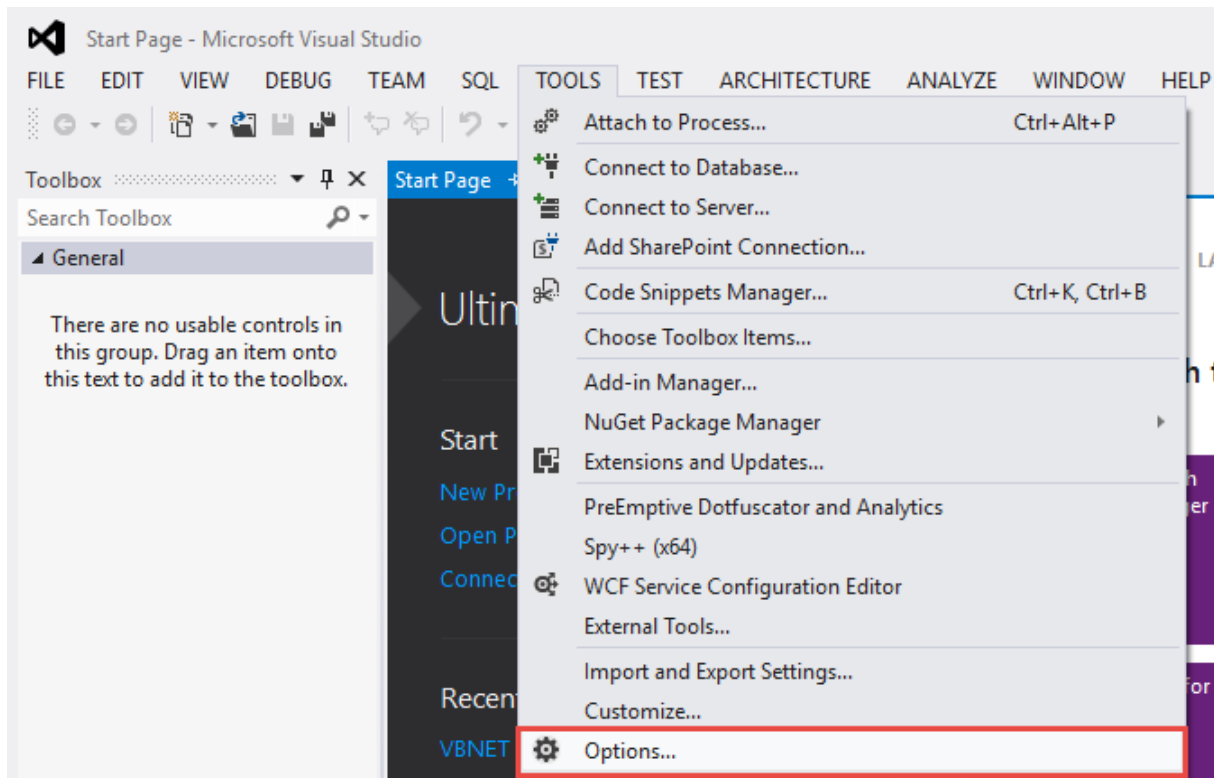 Start Page - Microsoft Visual Studio
FILE EDIT VIEW DEBUG TEAM SQL TOOLS TEST ARCHITECTURE ANALYZE WINDOW HELP
Toolbox
Search Toolbox
General
There are no usable controls in
this group. Drag an item onto
this text to add it to the toolbox.
Start Page
Start
Attach to Process... Ctrl+Alt+P
Connect to Database...
Connect to Server...
Add SharePoint Connection...
Code Snippets Manager... Ctrl+K, Ctrl+B
Choose Toolbox Items...
Add-in Manager...
NuGet Package Manager
Extensions and Updates...
PreEmptive Dotfuscator and Analytics
Spy++ (x64)
WCF Service Configuration Editor
External Tools...
Import and Export Settings...
Customize...
Options...
New
Open
VBNET